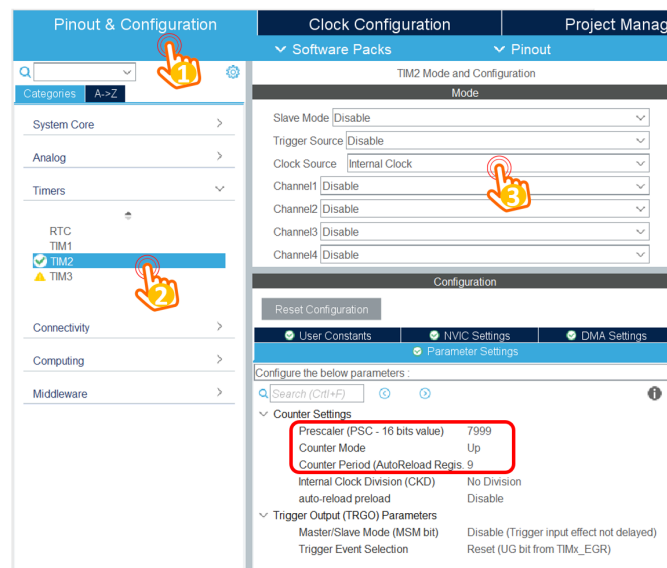 Pinout & Configuration
Clock Configuration
Project Manag
Software Packs
Pinout
1
Categories
A->Z
System Core
Analog
Timers
RTC
TIM1
TIM2
TIM3
2
Connectivity
Computing
Middleware
TIM2 Mode and Configuration
Mode
Slave Mode Disable
Trigger Source Disable
Clock Source Internal Clock
Channel1 Disable
Channel2 Disable
Channel3 Disable
Channel4 Disable
3
Configuration
Reset Configuration
User Constants
NVIC Settings
DMA Settings
Parameter Settings
Configure the below parameters :
Search (Crtl+F)
Counter Settings
Prescaler (PSC - 16 bits value) 7999
Counter Mode Up
Counter Period (AutoReload Regis. 9
Internal Clock Division (CKD) No Division
auto-reload preload Disable
Trigger Output (TRGO) Parameters
Master/Slave Mode (MSM bit) Disable (Trigger input effect not delayed)
Trigger Event Selection Reset (UG bit from TIMx_EGR)